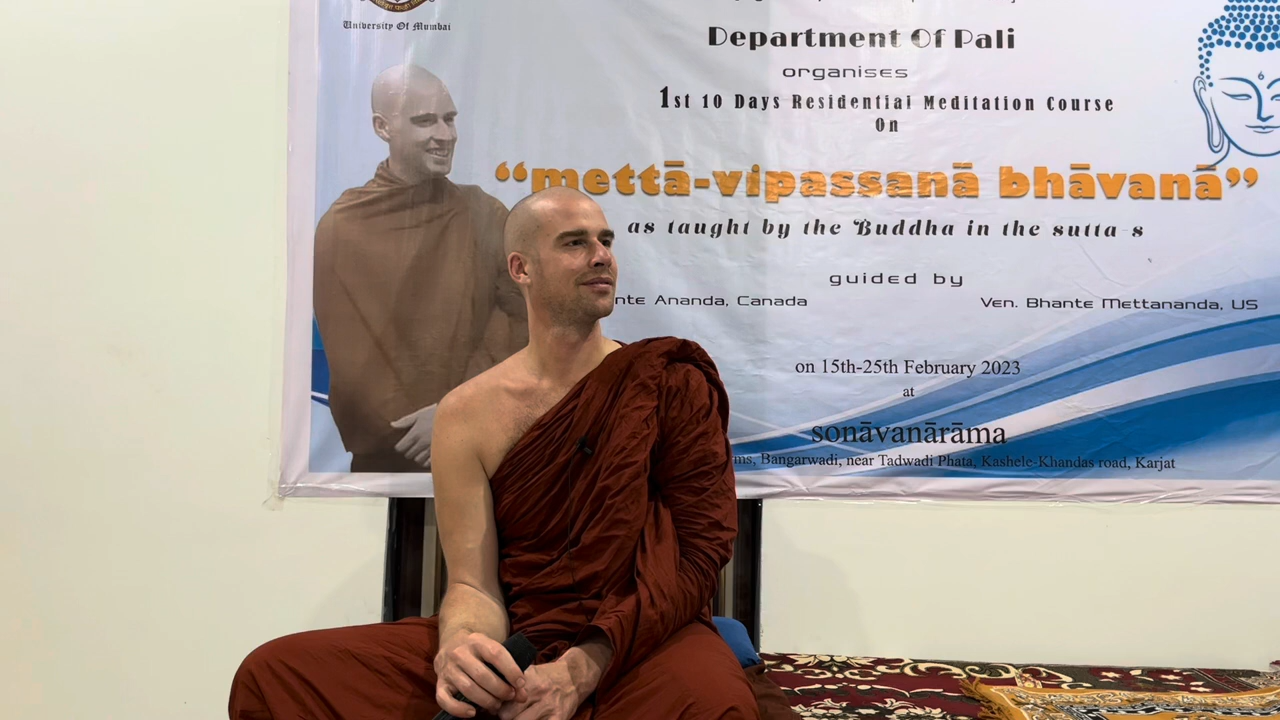 University Of Mumbai
Department Of Pali
organises
1st 10 Days Residential Meditation Course
On
“mettā-vipassanā bhāvanā”
as taught by the Buddha in the sutta-s
guided by
Ananda, Canada
Ven. Bhante Mettananda, US
on 15th-25th February 2023
at
sonāvanārāma
Bangarwadi, near Tadwadi Phata, Kashele-Khandas road, Karjat